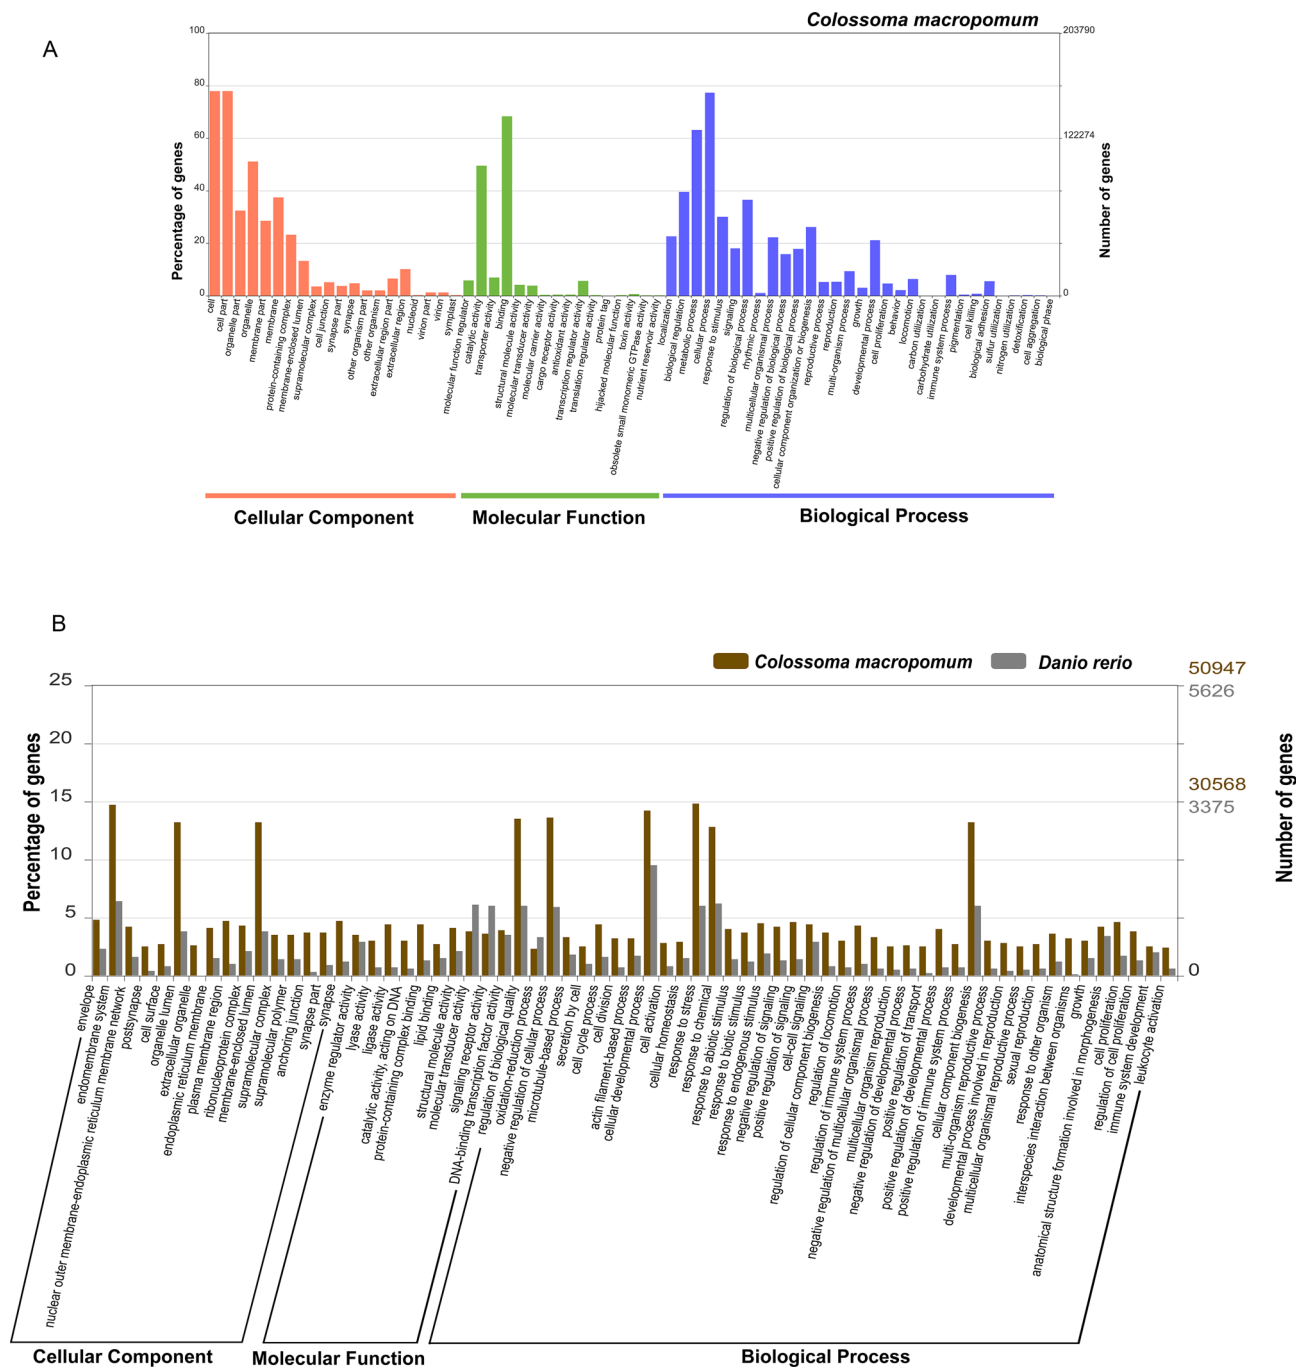 Colossoma macropomum
A
Percentage of genes
100
80
60
40
20
0
203790
122274
0
Number of genes
cell
cell part
organelle part
organelle
membrane part
membrane
protein-containing complex
membrane-enclosed lumen
supramolecular complex
cell junction
synapse part
synapse
other organism part
other organism
extracellular region part
extracellular region
nucleoid
virion part
virion
symplast
molecular function regulator
catalytic activity
transporter activity
binding
structural molecule activity
molecular transducer activity
molecular carrier activity
cargo receptor activity
antioxidant activity
transcription regulator activity
translation regulator activity
protein tag
hijacked molecular function
toxin activity
obsolete small monomeric GTPase activity
nutrient reservoir activity
localization
biological regulation
metabolic process
cellular process
response to stimulus
signaling
regulation of biological process
rhythmic process
multicellular organismal process
negative regulation of biological process
positive regulation of biological process
cellular component organization or biogenesis
reproductive process
reproduction
multi-organism process
growth
developmental process
cell proliferation
behavior
locomotion
carbon utilization
carbohydrate utilization
immune system process
pigmentation
cell killing
biological adhesion
sulfur utilization
nitrogen utilization
detoxification
cell aggregation
biological phase
Cellular Component
Molecular Function
Biological Process
B
Colossoma macropomum
Danio rerio
Percentage of genes
25
20
15
10
5
0
50947
5626
30568
3375
0
Number of genes
envelope
endomembrane system
nuclear outer membrane-endoplasmic reticulum membrane network
postsynapse
cell surface
organelle lumen
extracellular organelle
endoplasmic reticulum membrane
plasma membrane region
ribonucleoprotein complex
endoplasmic reticulum complex
membrane-enclosed lumen
supramolecular complex
supramolecular polymer
anchoring junction
synapse part
synapse
enzyme regulator activity
lyase activity
ligase activity
catalytic activity, acting on DNA
protein-containing complex binding
lipid binding
structural molecule activity
molecular transducer activity
signaling receptor activity
DNA-binding transcription factor activity
regulation of biological quality
oxidation-reduction process
negative regulation of cellular process
microtubule-based process
secretion by cell
cell cycle process
cell division
actin filament-based process
cellular developmental process
cell activation
cellular homeostasis
response to stress
response to chemical
response to abiotic stimulus
response to biotic stimulus
response to endogenous stimulus
negative regulation of signaling
positive regulation of signaling
cell-cell signaling
regulation of cellular component biogenesis
regulation of locomotion
regulation of immune system process
negative regulation of multicellular organismal process
multicellular organism reproduction
negative regulation of developmental process
positive regulation of transport
positive regulation of developmental process
positive regulation of immune system process
cellular component biogenesis
multi-organism reproductive process
developmental process involved in reproduction
multicellular organismal reproductive process
sexual reproduction
response to other organism
interspecies interaction between organisms
growth
anatomical structure formation involved in morphogenesis
cell proliferation
regulation of cell proliferation
immune system development
leukocyte activation
Cellular Component
Molecular Function
Biological Process